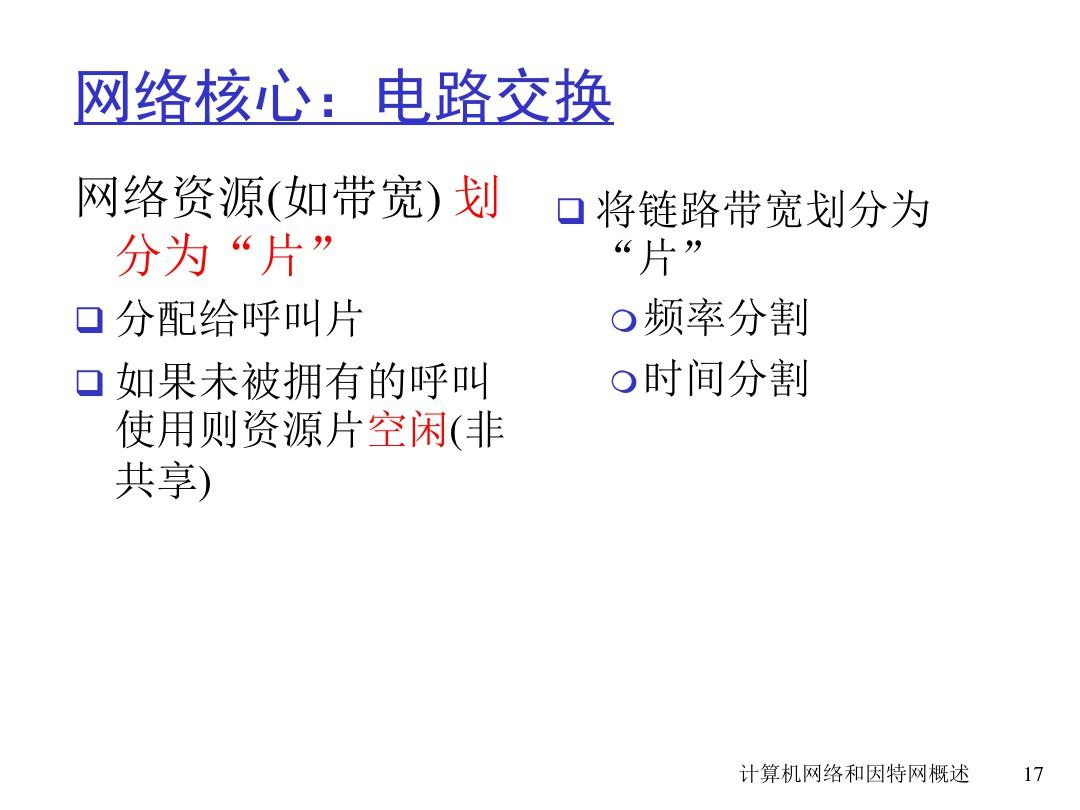 网络核心：电路交换
网络资源(如带宽) 划
分为“片”
❑ 分配给呼叫片
❑ 如果未被拥有的呼叫
使用则资源片空闲(非
共享)
❑ 将链路带宽划分为
“片”
❍ 频率分割
❍ 时间分割
计算机网络和因特网概述 17